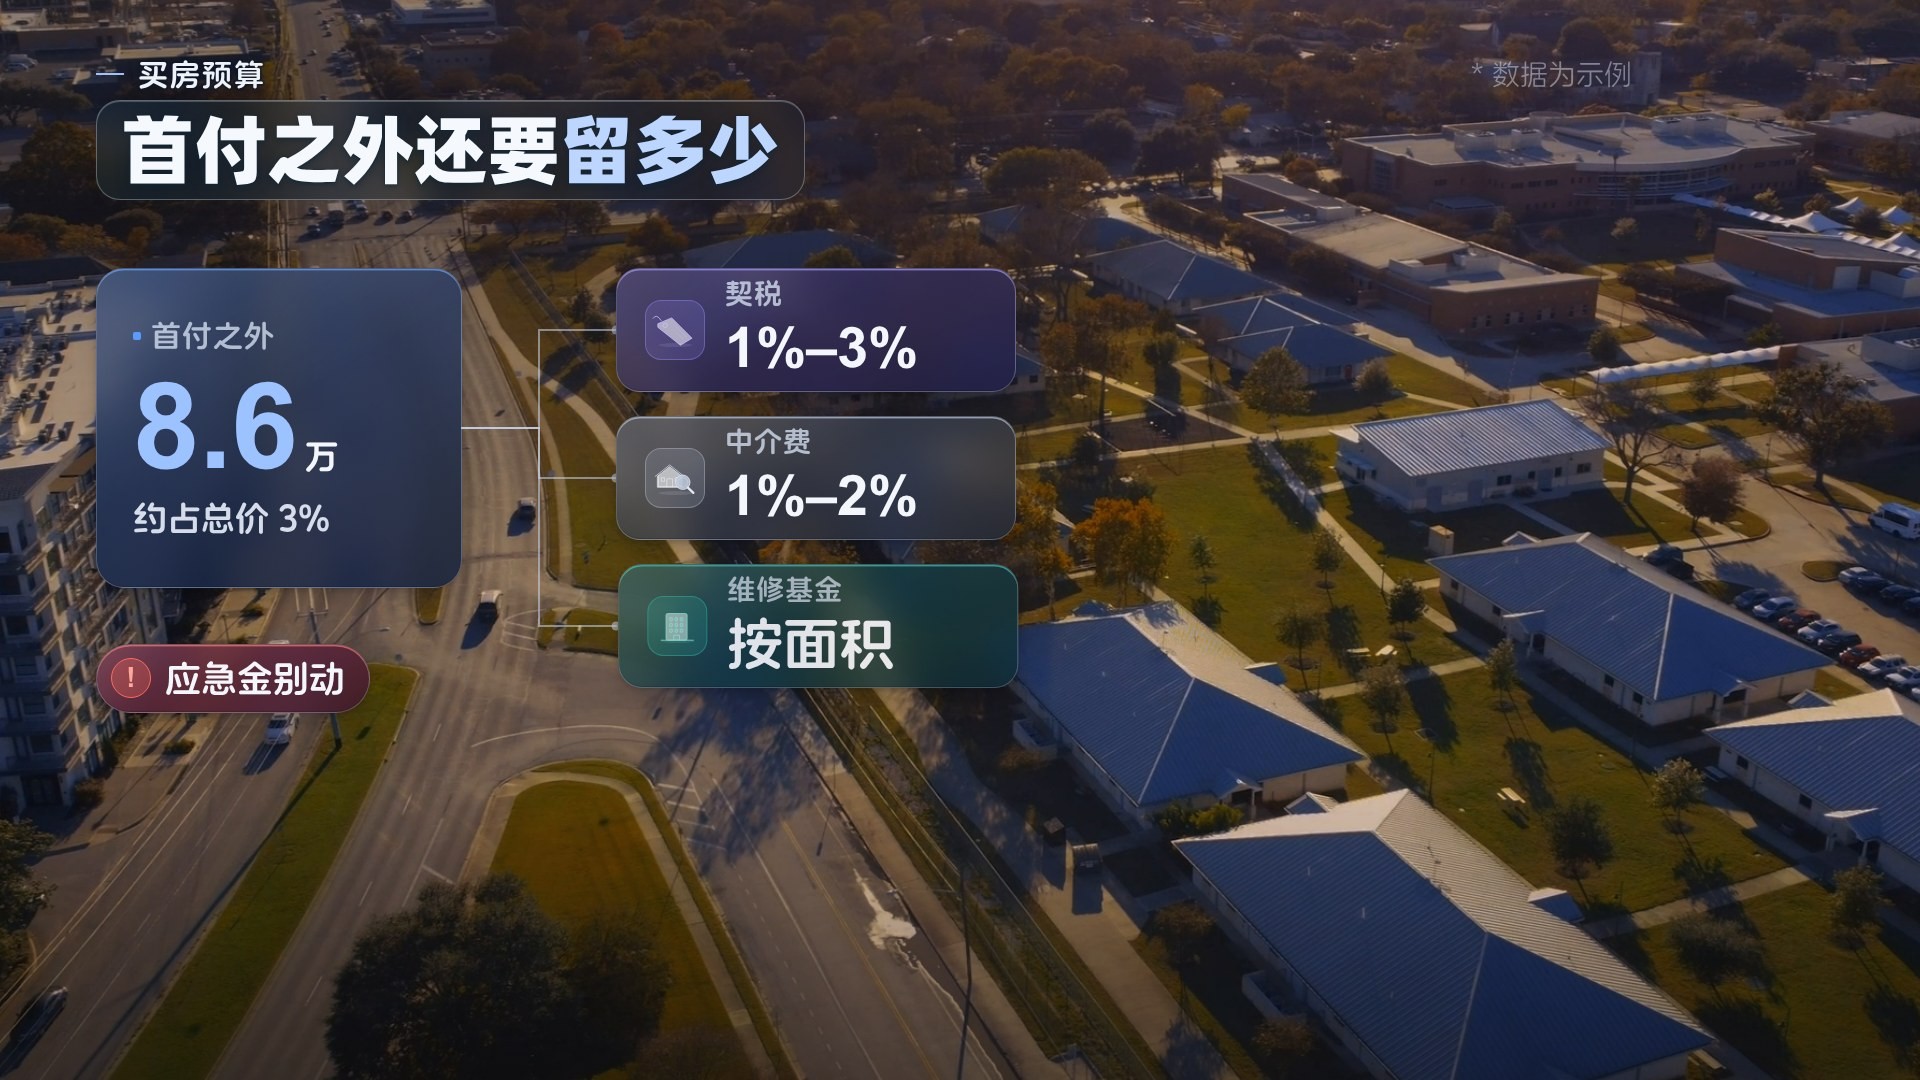 买房预算
* 数据为示例
首付之外还要留多少
首付之外
8.6 万
约占总价 3%
契税
1%–3%
中介费
1%–2%
维修基金
按面积
! 应急金别动